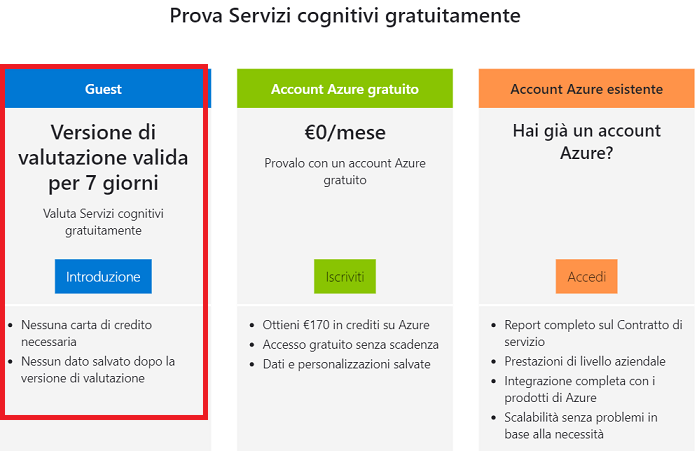 Prova Servizi cognitivi gratuitamente
Guest
Versione di
valutazione valida
per 7 giorni
Valuta Servizi cognitivi
gratuitamente
Introduzione
Nessuna carta di credito
necessaria
Nessun dato salvato dopo la
versione di valutazione
Account Azure gratuito
€0/mese
Provalo con un account Azure
gratuito
Iscriviti
Ottieni €170 in crediti su Azure
Accesso gratuito senza scadenza
Dati e personalizzazioni salvate
Account Azure esistente
Hai già un account
Azure?
Accedi
Report completo sul Contratto di
servizio
Prestazioni di livello aziendale
Integrazione completa con i
prodotti di Azure
Scalabilità senza problemi in
base alla necessità